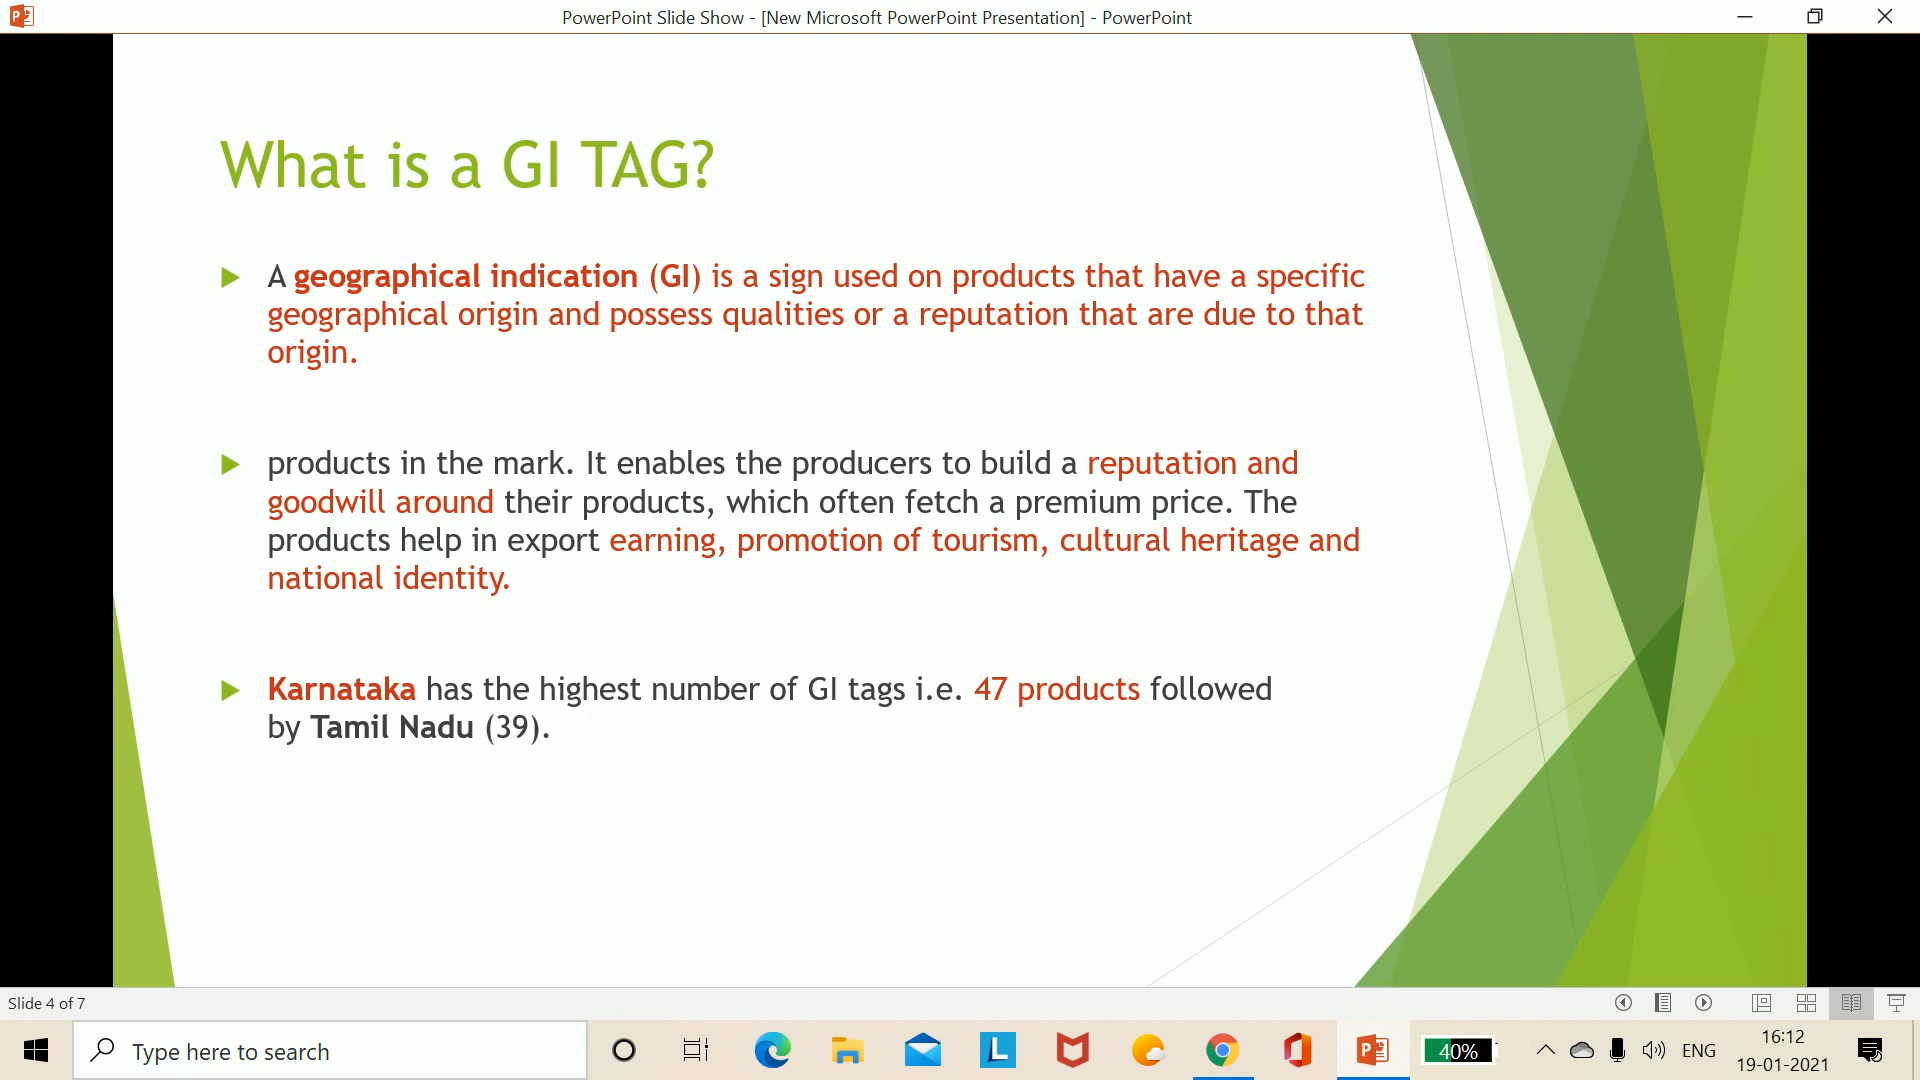 PowerPoint Slide Show - [New Microsoft PowerPoint Presentation] - PowerPoint
What is a GI TAG?
A geographical indication (GI) is a sign used on products that have a specific
geographical origin and possess qualities or a reputation that are due to that
origin.
products in the mark. It enables the producers to build a reputation and
goodwill around their products, which often fetch a premium price. The
products help in export earning, promotion of tourism, cultural heritage and
national identity.
Karnataka has the highest number of GI tags i.e. 47 products followed
by Tamil Nadu (39).
Slide 4 of 7
Type here to search
L
40%
ENG
16:12
19-01-2021